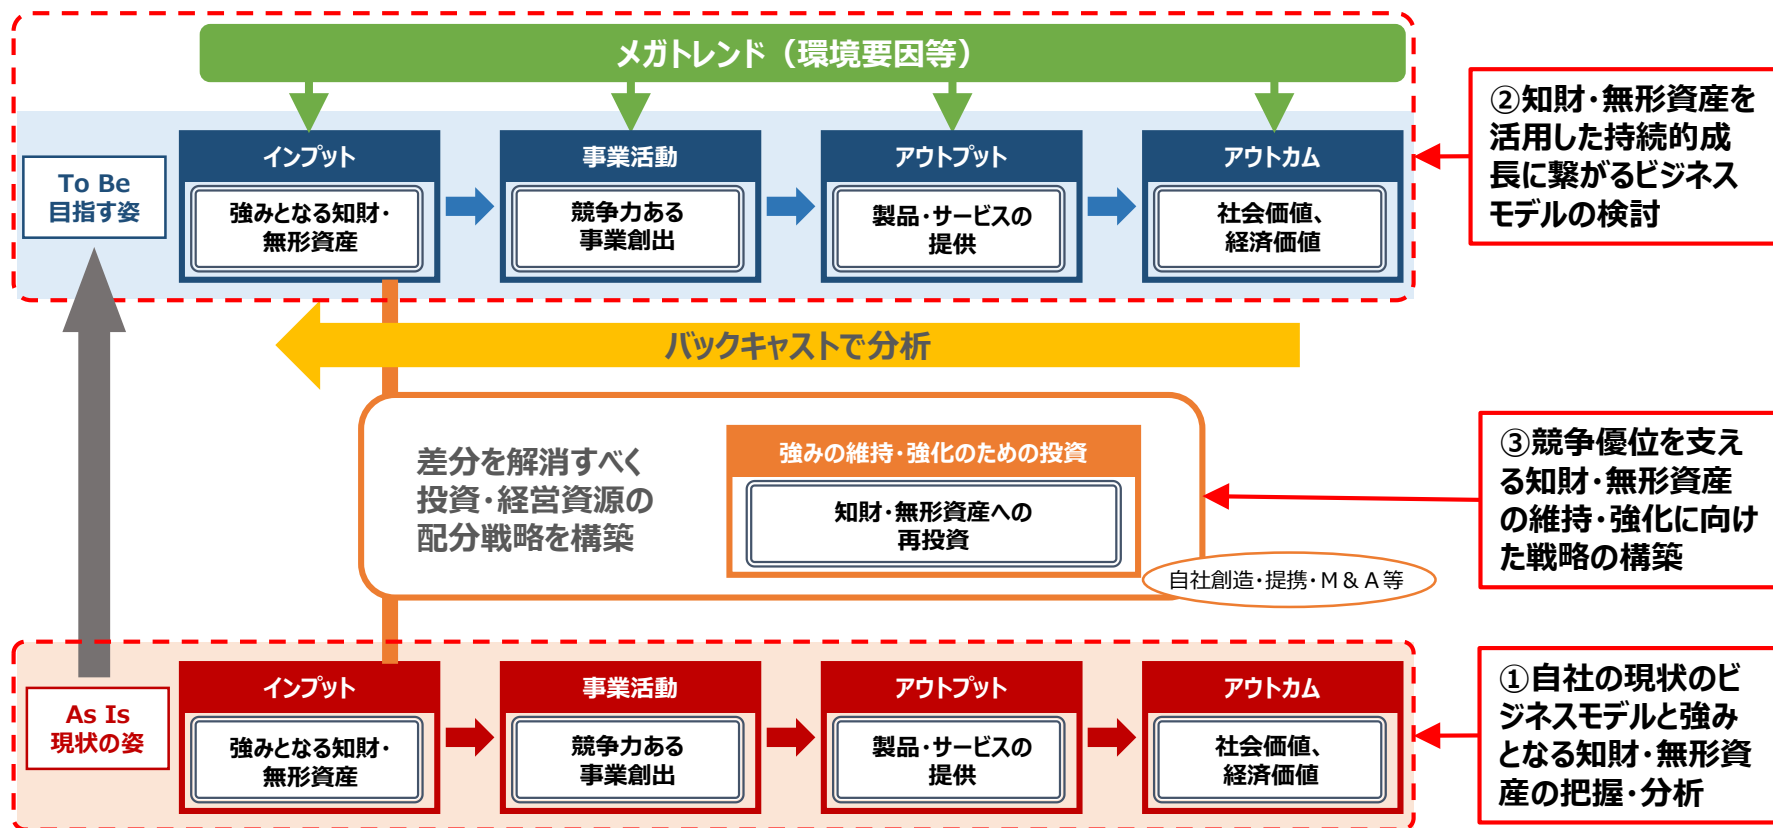 メガトレンド（環境要因等）
To Be
目指す姿
インプット
強みとなる知財・
無形資産
事業活動
競争力ある
事業創出
アウトプット
製品・サービスの
提供
アウトカム
社会価値、
経済価値
②知財・無形資産を
活用した持続的成
長に繋がるビジネス
モデルの検討
バックキャストで分析
差分を解消すべく
投資・経営資源の
配分戦略を構築
強みの維持・強化のための投資
知財・無形資産への
再投資
自社創造・提携・M & A 等
③競争優位を支え
る知財・無形資産
の維持・強化に向け
た戦略の構築
As Is
現状の姿
インプット
強みとなる知財・
無形資産
事業活動
競争力ある
事業創出
アウトプット
製品・サービスの
提供
アウトカム
社会価値、
経済価値
①自社の現状のビ
ジネスモデルと強み
となる知財・無形資
産の把握・分析